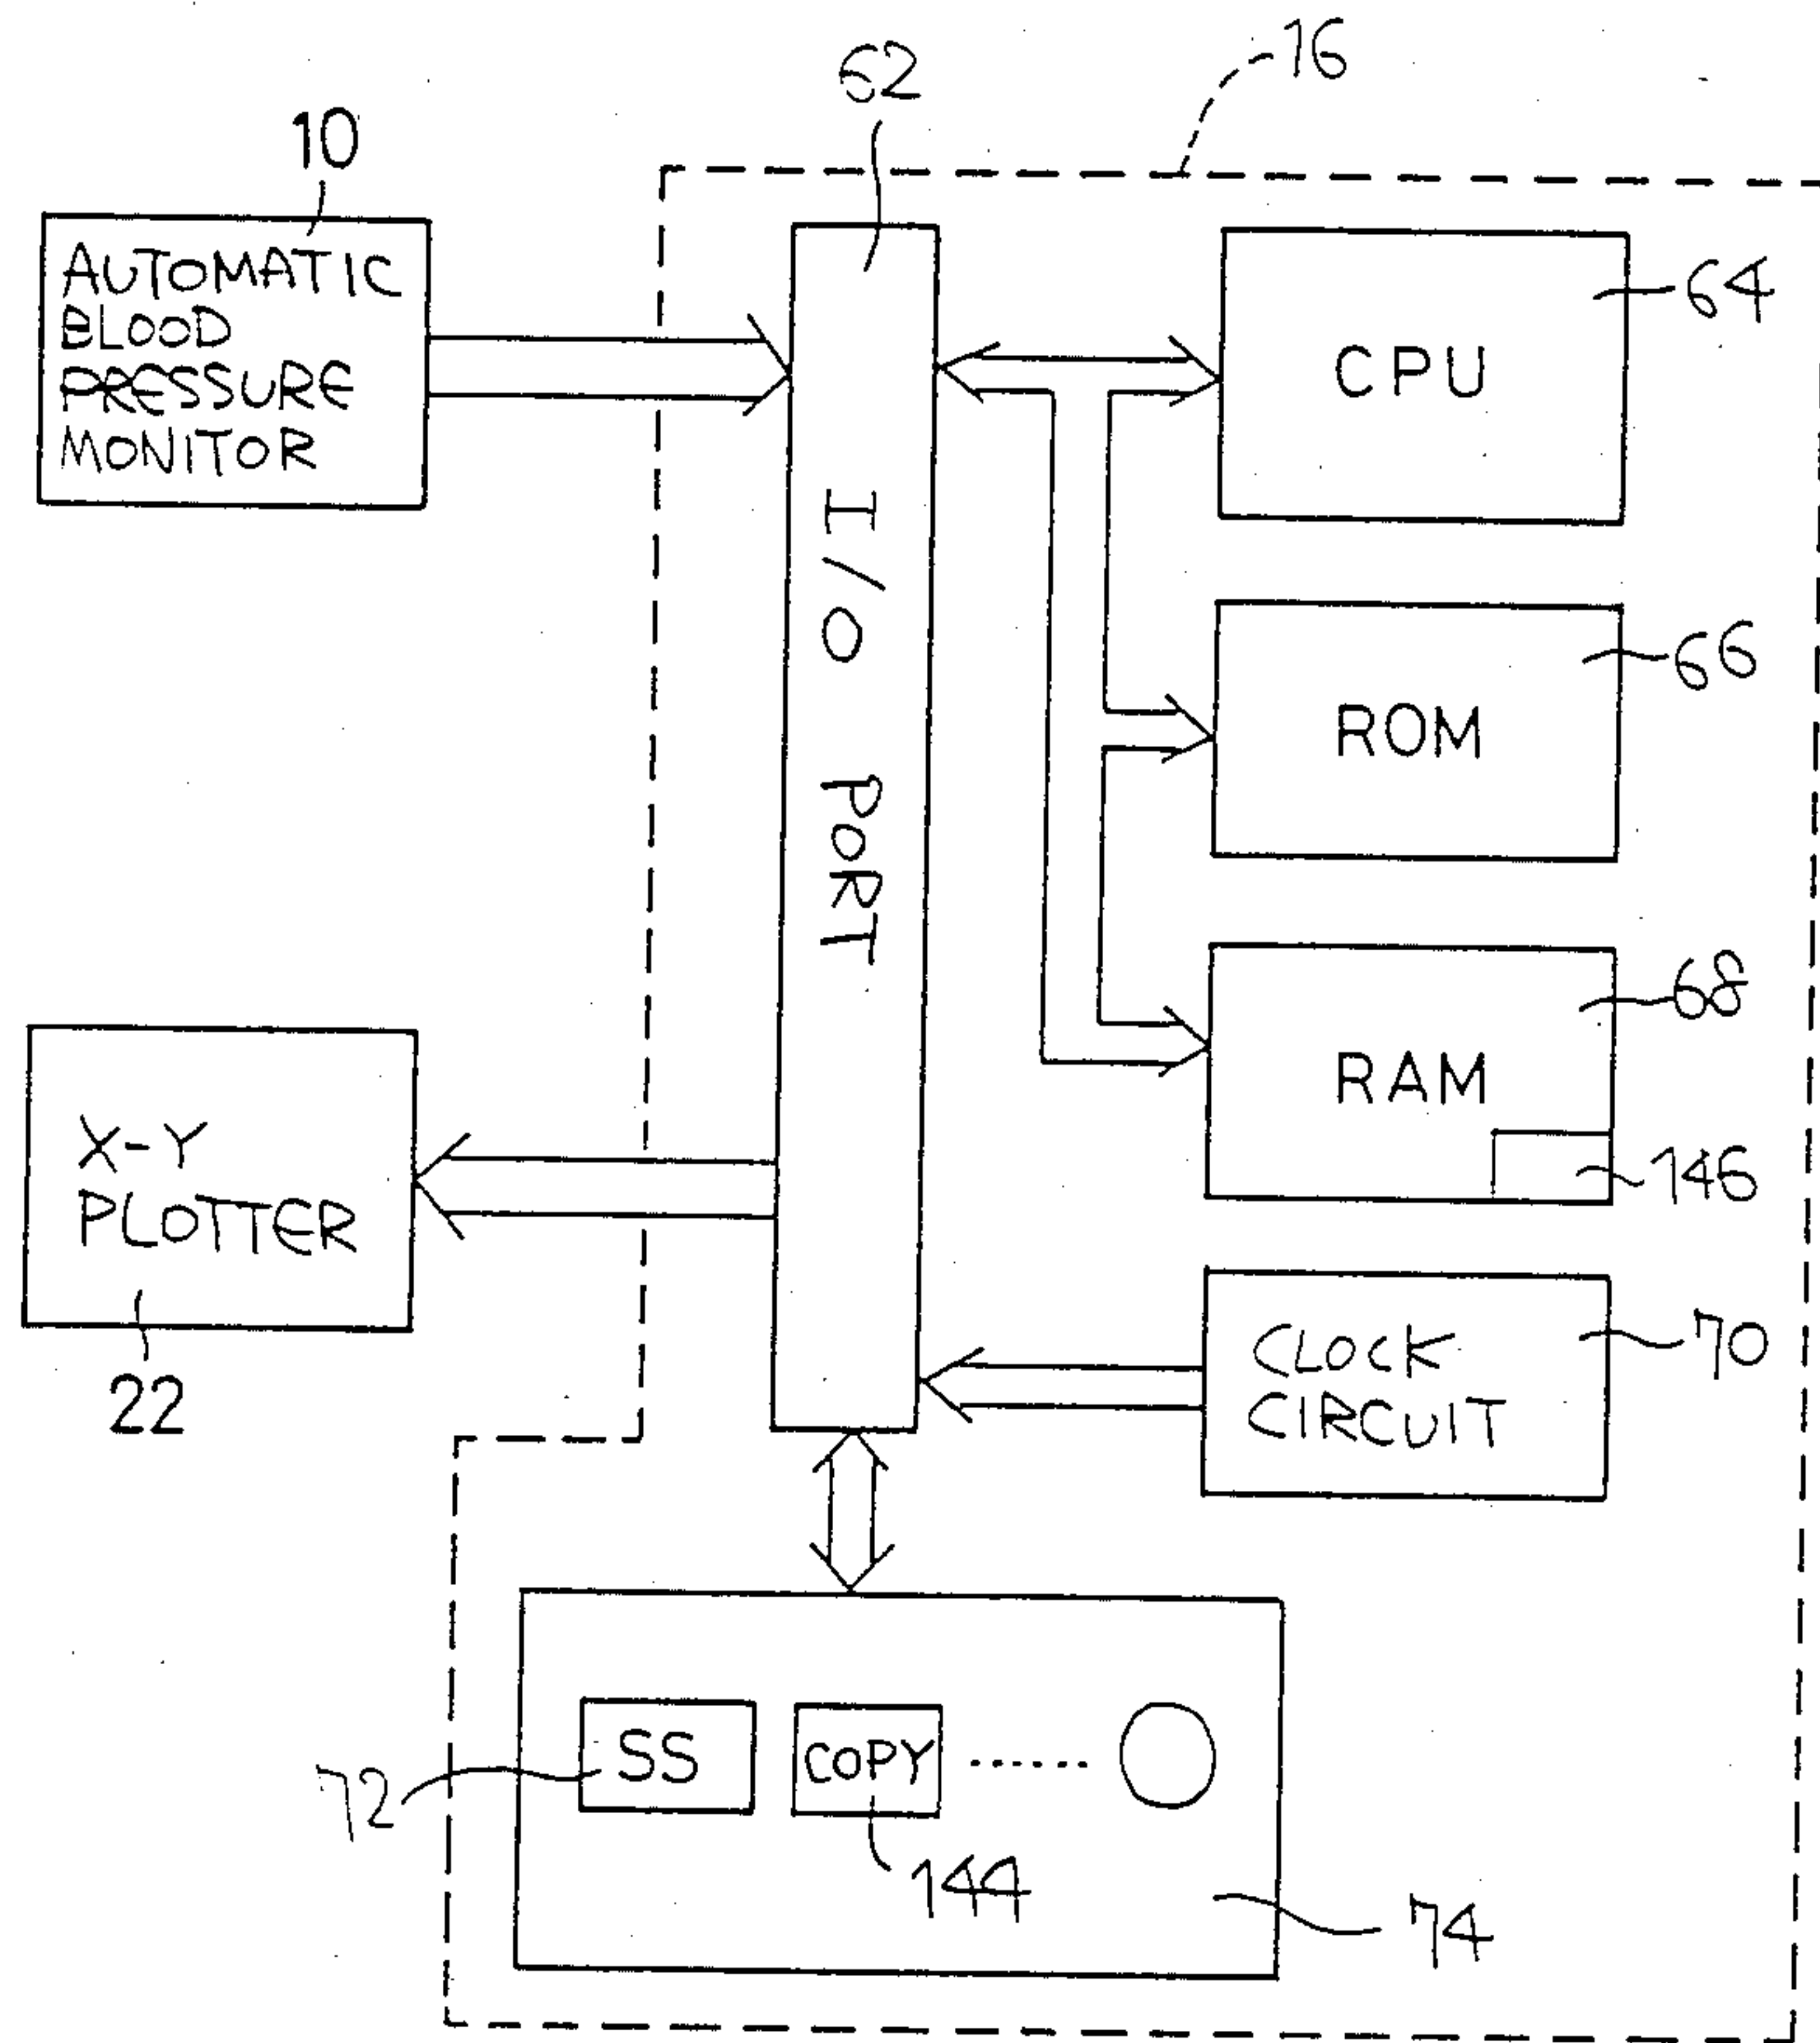 62
16
10
AUTOMATIC
BLOOD
PRESSURE
MONITOR
64
CPU
I/O PORT
66
ROM
68
RAM
146
X-Y
PLOTTER
22
70
CLOCK
CIRCUIT
SS
COPY
72
144
74